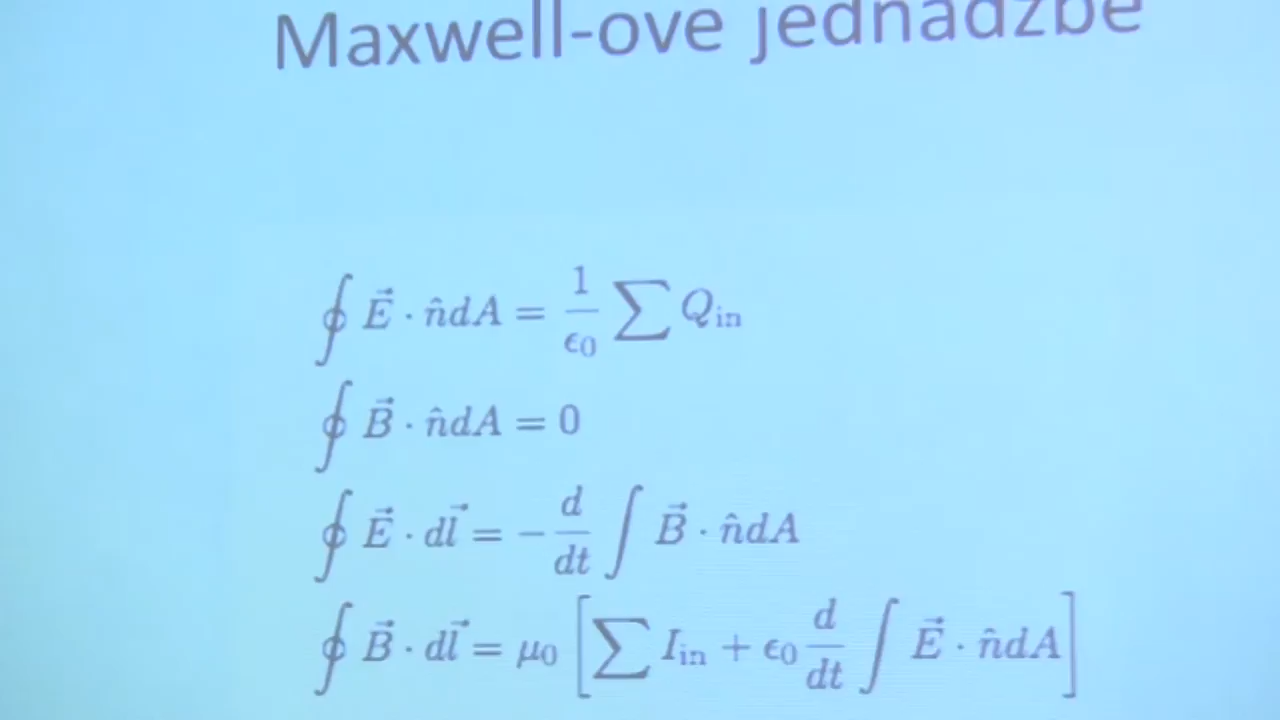 Maxwell-ove jednadžbe
∮ E⃗ · n̂dA = 1/ϵ₀ ∑ Q_in
∮ B⃗ · n̂dA = 0
∮ E⃗ · dl⃗ = − d/dt ∫ B⃗ · n̂dA
∮ B⃗ · dl⃗ = μ₀ [∑ I_in + ϵ₀ d/dt ∫ E⃗ · n̂dA]